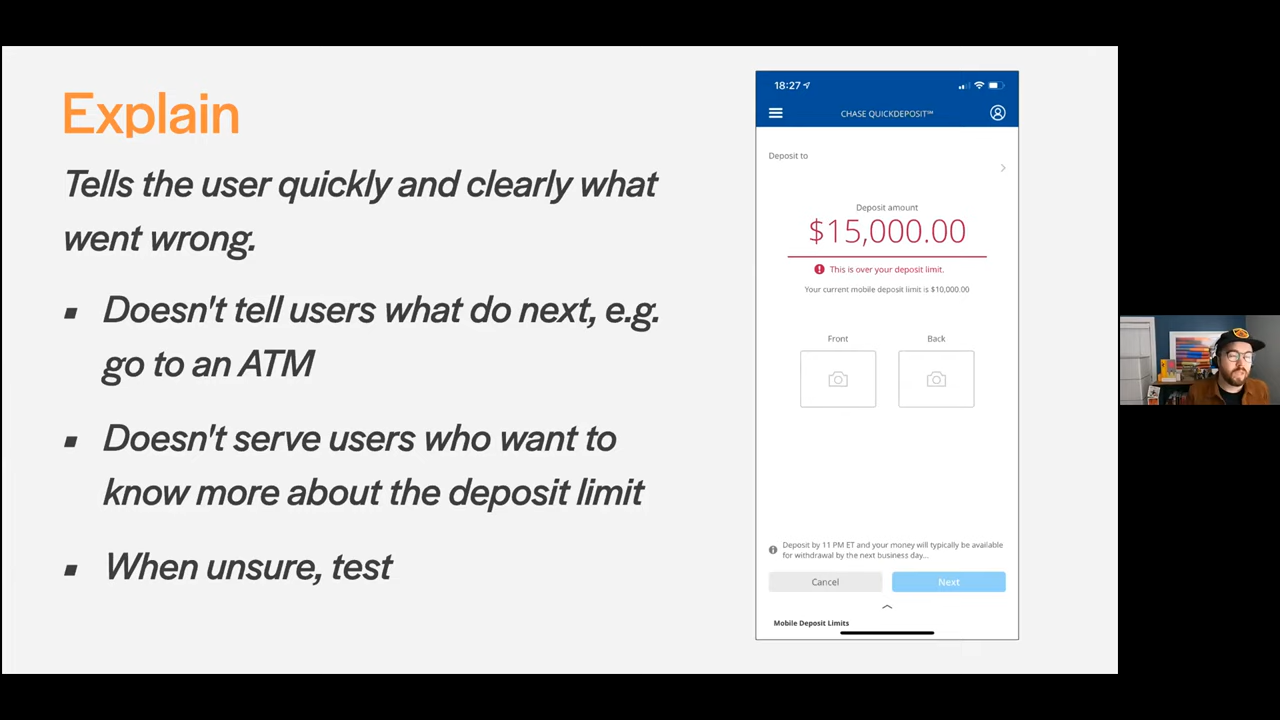 Explain
Tells the user quickly and clearly what
went wrong.
▪ Doesn't tell users what do next, e.g.
go to an ATM
▪ Doesn't serve users who want to
know more about the deposit limit
▪ When unsure, test
18:27
CHASE QUICKDEPOSIT℠
Deposit to
Deposit amount
$15,000.00
This is over your deposit limit.
Your current mobile deposit limit is $10,000.00
Front Back
Deposit by 11 PM ET and your money will typically be available
for withdrawal by the next business day...
Cancel Next
Mobile Deposit Limits